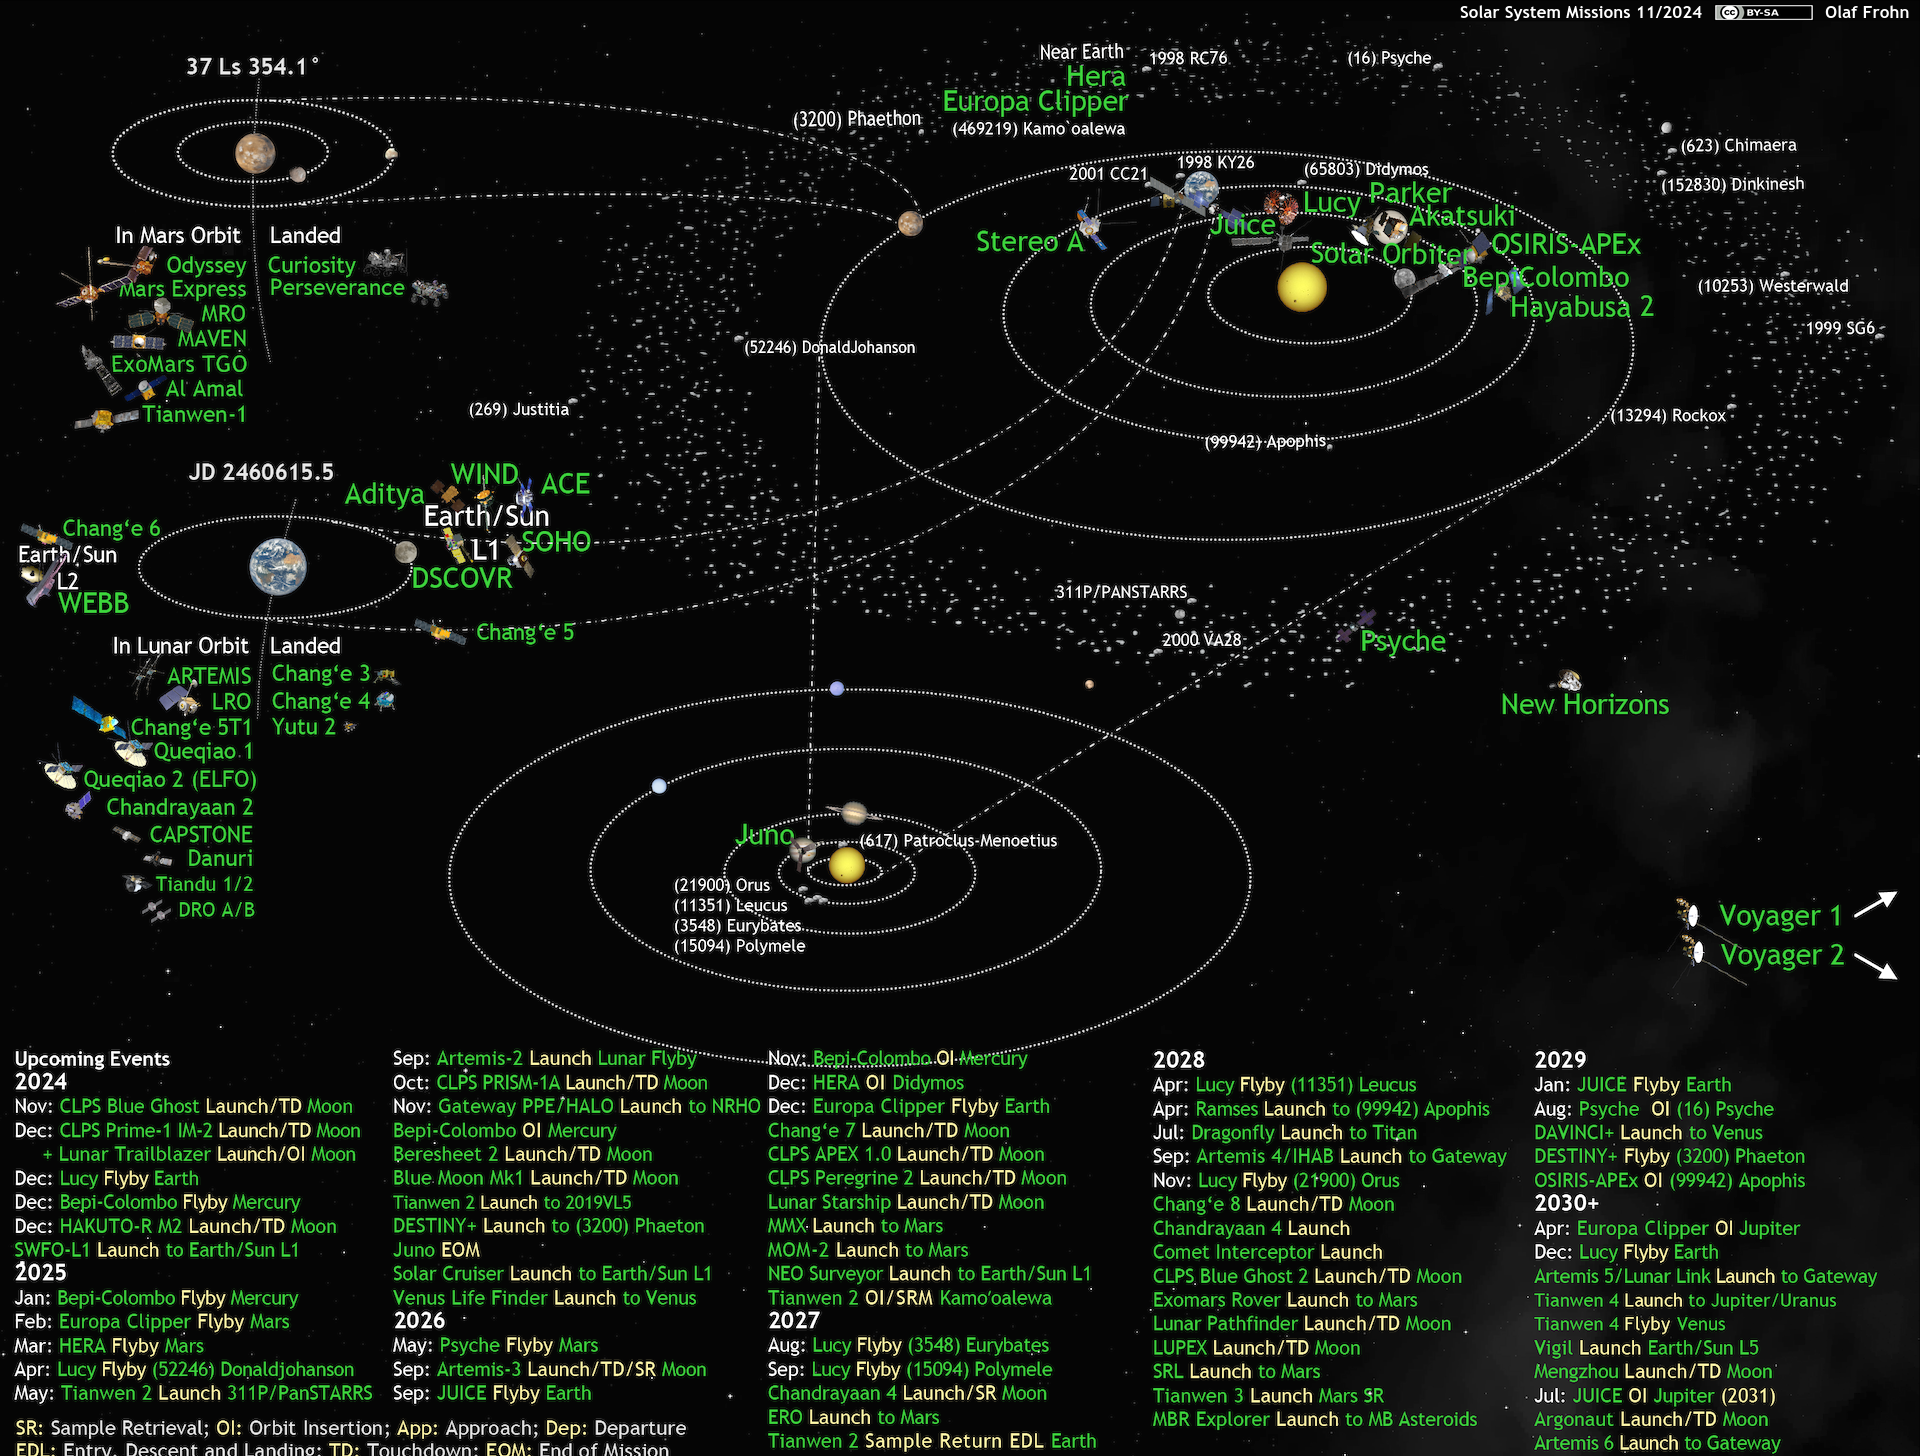 Solar System Missions 11/2024 (cc) BY-SA Olaf Frohn
37 Ls 354.1°
Near Earth
Hera
Europa Clipper
(469219) Kamo`oalewa
1998 RC76
(16) Psyche
(3200) Phaethon
(623) Chimaera
(152830) Dinkinesh
1998 KY26
2001 CC21
(65803) Didymos
Parker
Lucy
Akatsuki
Juice
Stereo A
Solar Orbiter
OSIRIS-APEx
BepiColombo
Hayabusa 2
(10253) Westerwald
1999 SG6
(52246) DonaldJohanson
(269) Justitia
(13294) Rockox
(99942) Apophis
In Mars Orbit
Odyssey
Mars Express
MRO
MAVEN
ExoMars TGO
Al Amal
Tianwen-1
Landed
Curiosity
Perseverance
JD 2460615.5
WIND
Aditya
ACE
Earth/Sun
L1
SOHO
DSCOVR
Chang‘e 6
Earth/Sun
L2
WEBB
Chang‘e 5
In Lunar Orbit
ARTEMIS
LRO
Chang‘e 5T1
Queqiao 1
Queqiao 2 (ELFO)
Chandrayaan 2
CAPSTONE
Danuri
Tiandu 1/2
DRO A/B
Landed
Chang‘e 3
Chang‘e 4
Yutu 2
311P/PANSTARRS
2000 VA28
Psyche
New Horizons
Juno
(617) Patroclus-Menoetius
(21900) Orus
(11351) Leucus
(3548) Eurybates
(15094) Polymele
Voyager 1
Voyager 2
Upcoming Events
2024
Nov: CLPS Blue Ghost Launch/TD Moon
Dec: CLPS Prime-1 IM-2 Launch/TD Moon
+ Lunar Trailblazer Launch/OI Moon
Dec: Lucy Flyby Earth
Dec: Bepi-Colombo Flyby Mercury
Dec: HAKUTO-R M2 Launch/TD Moon
SWFO-L1 Launch to Earth/Sun L1
2025
Jan: Bepi-Colombo Flyby Mercury
Feb: Europa Clipper Flyby Mars
Mar: HERA Flyby Mars
Apr: Lucy Flyby (52246) Donaldjohanson
May: Tianwen 2 Launch 311P/PanSTARRS
Sep: Artemis-2 Launch Lunar Flyby
Oct: CLPS PRISM-1A Launch/TD Moon
Nov: Gateway PPE/HALO Launch to NRHO
Bepi-Colombo OI Mercury
Beresheet 2 Launch/TD Moon
Blue Moon Mk1 Launch/TD Moon
Tianwen 2 Launch to 2019VL5
DESTINY+ Launch to (3200) Phaeton
Juno EOM
Solar Cruiser Launch to Earth/Sun L1
Venus Life Finder Launch to Venus
2026
May: Psyche Flyby Mars
Sep: Artemis-3 Launch/TD/SR Moon
Sep: JUICE Flyby Earth
Nov: Bepi-Colombo OI Mercury
Dec: HERA OI Didymos
Dec: Europa Clipper Flyby Earth
Chang‘e 7 Launch/TD Moon
CLPS APEX 1.0 Launch/TD Moon
CLPS Peregrine 2 Launch/TD Moon
Lunar Starship Launch/TD Moon
MMX Launch to Mars
MOM-2 Launch to Mars
NEO Surveyor Launch to Earth/Sun L1
Tianwen 2 OI/SRM Kamo‘oalewa
2027
Aug: Lucy Flyby (3548) Eurybates
Sep: Lucy Flyby (15094) Polymele
Chandrayaan 4 Launch/SR Moon
ERO Launch to Mars
Tianwen 2 Sample Return EDL Earth
2028
Apr: Lucy Flyby (11351) Leucus
Apr: Ramses Launch to (99942) Apophis
Jul: Dragonfly Launch to Titan
Sep: Artemis 4/IHAB Launch to Gateway
Nov: Lucy Flyby (21900) Orus
Chang‘e 8 Launch/TD Moon
Chandrayaan 4 Launch
Comet Interceptor Launch
CLPS Blue Ghost 2 Launch/TD Moon
Exomars Rover Launch to Mars
Lunar Pathfinder Launch/TD Moon
LUPEX Launch/TD Moon
SRL Launch to Mars
Tianwen 3 Launch Mars SR
MBR Explorer Launch to MB Asteroids
2029
Jan: JUICE Flyby Earth
Aug: Psyche OI (16) Psyche
DAVINCI+ Launch to Venus
DESTINY+ Flyby (3200) Phaeton
OSIRIS-APEx OI (99942) Apophis
2030+
Apr: Europa Clipper OI Jupiter
Dec: Lucy Flyby Earth
Artemis 5/Lunar Link Launch to Gateway
Tianwen 4 Launch to Jupiter/Uranus
Tianwen 4 Flyby Venus
Vigil Launch Earth/Sun L5
Mengzhou Launch/TD Moon
Jul: JUICE OI Jupiter (2031)
Argonaut Launch/TD Moon
Artemis 6 Launch to Gateway
SR: Sample Retrieval; OI: Orbit Insertion; App: Approach; Dep: Departure
EDL: Entry, Descent and Landing; TD: Touchdown; EOM: End of Mission